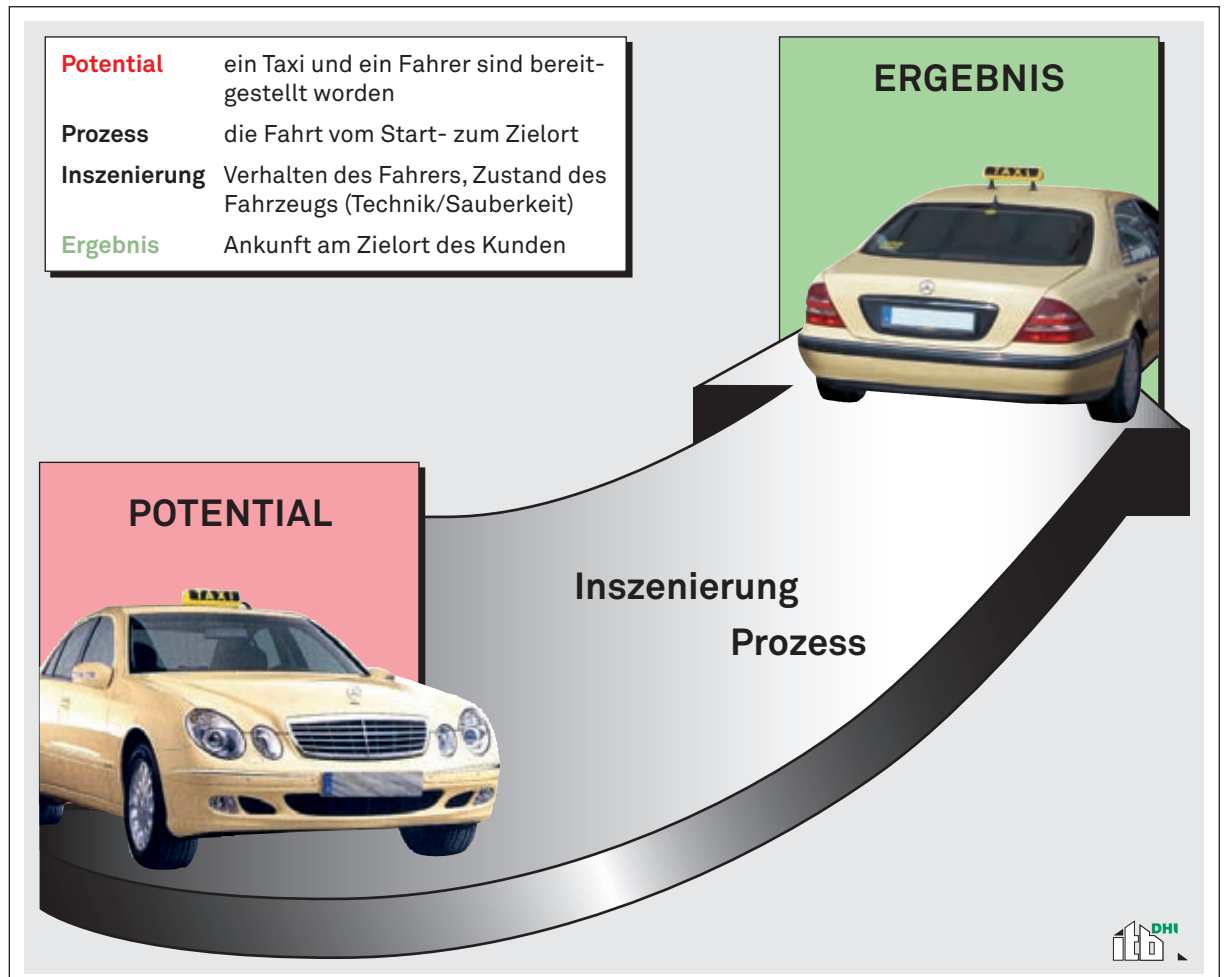 Potential ein Taxi und ein Fahrer sind bereit-
gestellt worden
Prozess die Fahrt vom Start- zum Zielort
Inszenierung Verhalten des Fahrers, Zustand des
Fahrzeugs (Technik/Sauberkeit)
Ergebnis Ankunft am Zielort des Kunden
ERGEBNIS
TAXI
POTENTIAL
TAXI
Inszenierung
Prozess
itb DHI